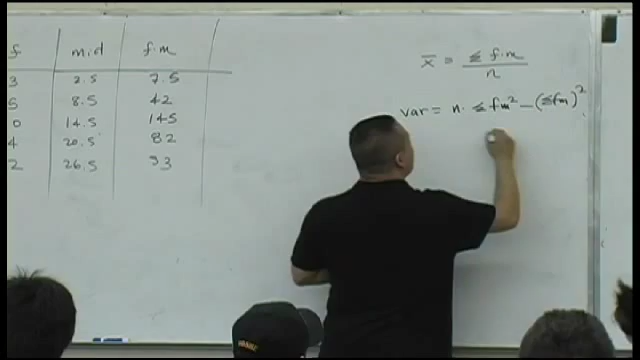 f mid f.m
3 2.5 7.5
5 8.5 42
0 14.5 145
4 20.5 82
2 26.5 53
x̄ = Σ f.m / n
var = n. Σ fm² - (Σfm)²